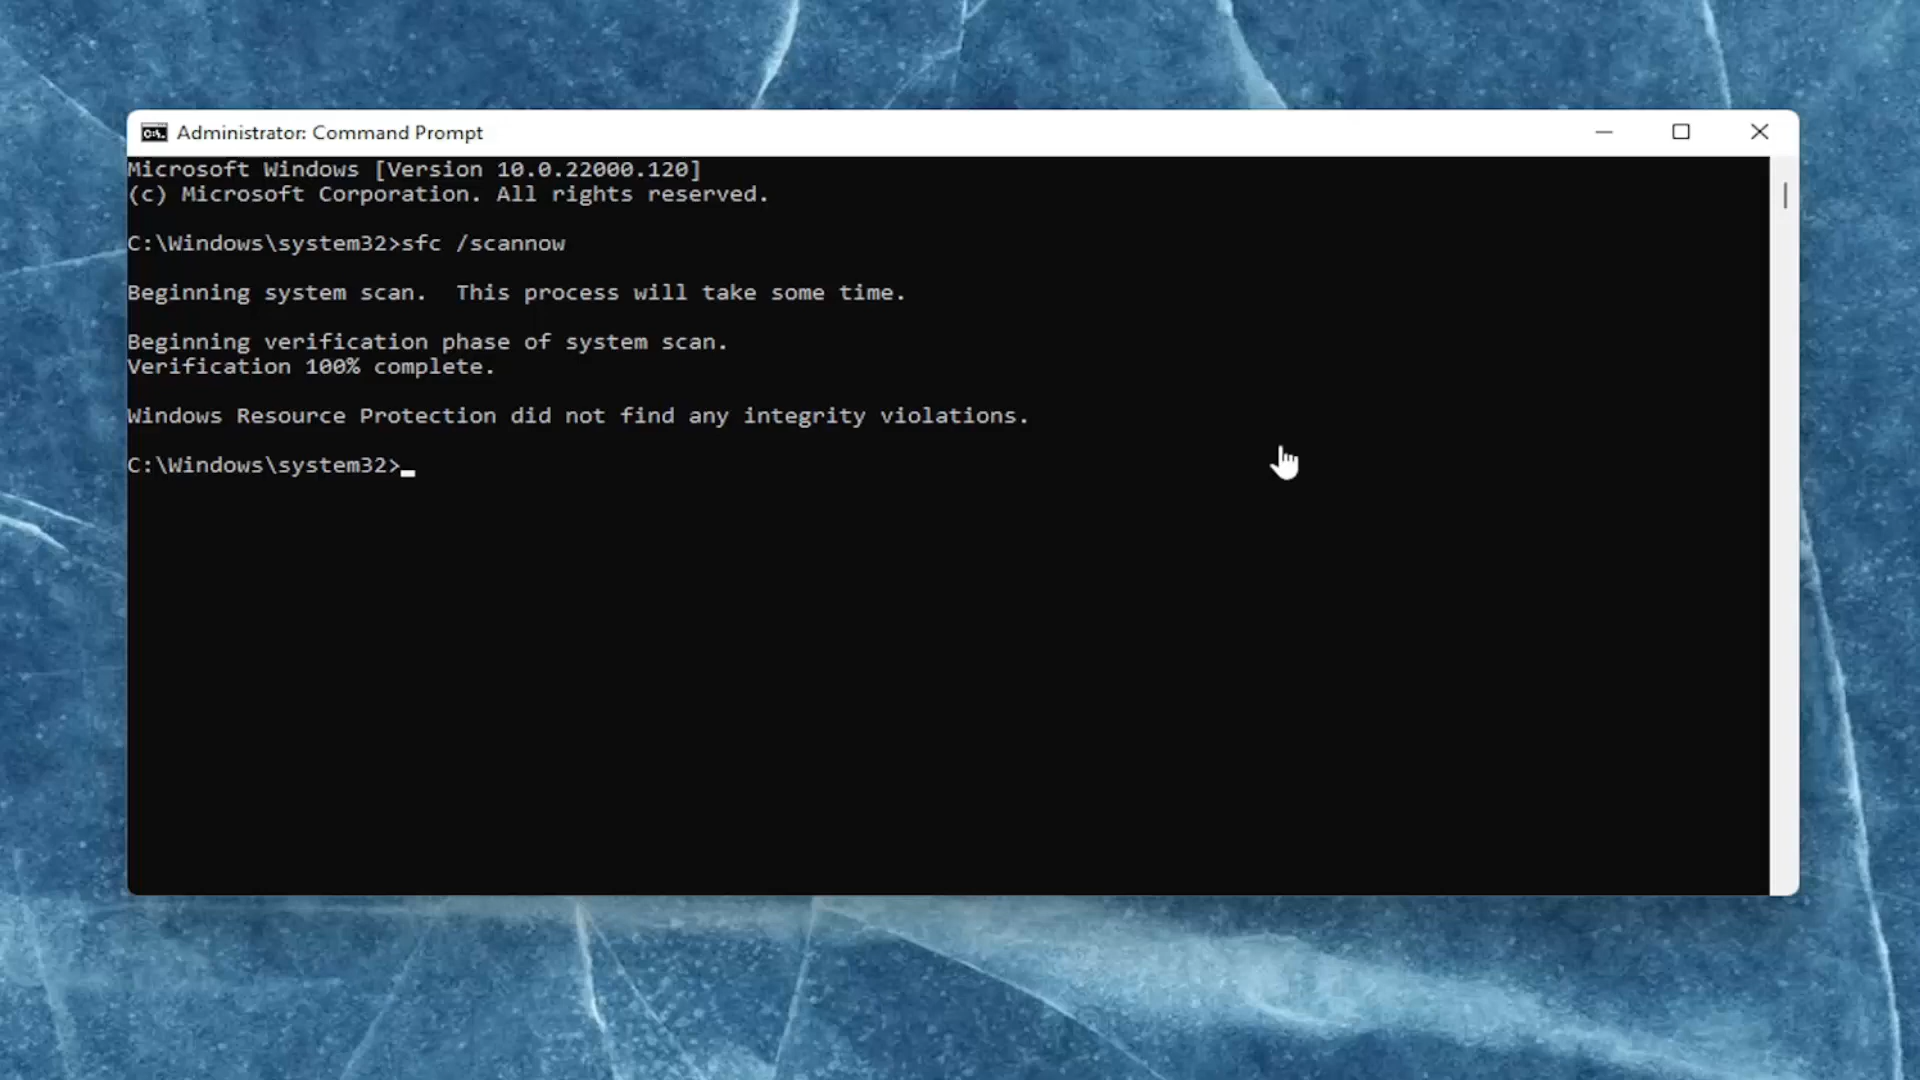 Administrator: Command Prompt
Microsoft Windows [Version 10.0.22000.120]
(c) Microsoft Corporation. All rights reserved.
C:\Windows\system32>sfc /scannow
Beginning system scan.  This process will take some time.
Beginning verification phase of system scan.
Verification 100% complete.
Windows Resource Protection did not find any integrity violations.
C:\Windows\system32>